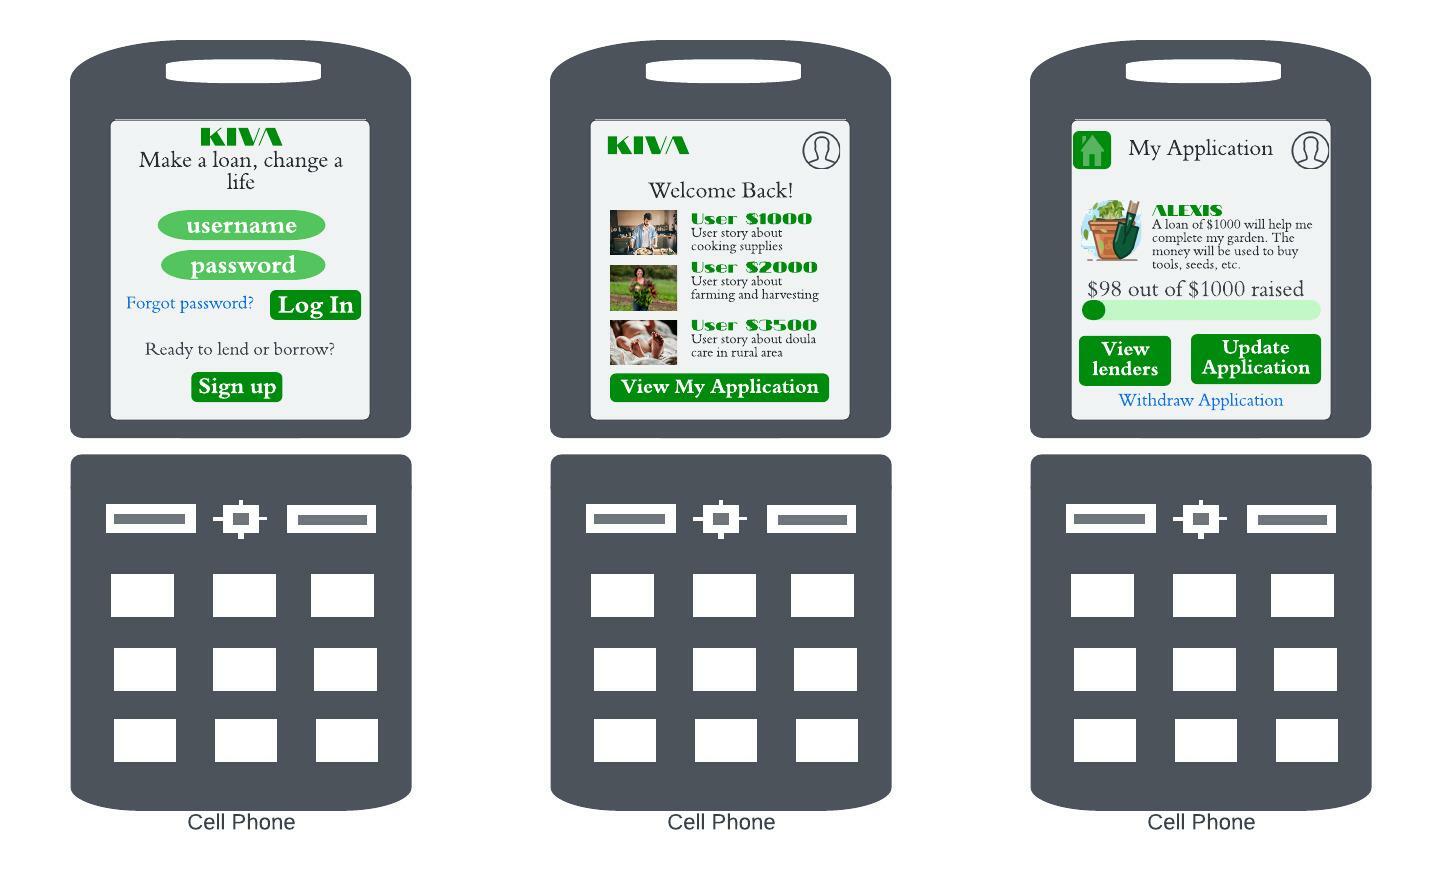 KIVA
Make a loan, change a
life
username
password
Forgot password?
Log In
Ready to lend or borrow?
Sign up
Cell Phone
KIVA
Welcome Back!
User $1000
User story about
cooking supplies
User $2000
User story about
farming and harvesting
User $3500
User story about doula
care in rural area
View My Application
Cell Phone
My Application
ALEXIS
A loan of $1000 will help me
complete my garden. The
money will be used to buy
tools, seeds, etc.
$98 out of $1000 raised
View
lenders
Update
Application
Withdraw Application
Cell Phone